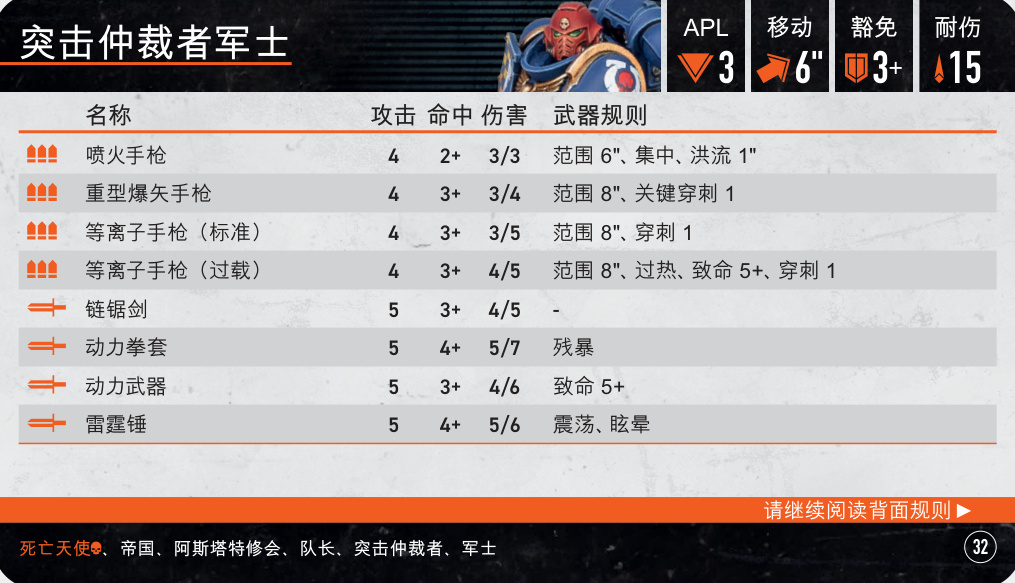 突击仲裁者军士
APL 移动 豁免 耐伤
3 6" 3+ 15
名称 攻击 命中 伤害 武器规则
喷火手枪 4 2+ 3/3 范围 6"、集中、洪流 1"
重型爆矢手枪 4 3+ 3/4 范围 8"、关键穿刺 1
等离子手枪（标准） 4 3+ 3/5 范围 8"、穿刺 1
等离子手枪（过载） 4 3+ 4/5 范围 8"、过热、致命 5+、穿刺 1
链锯剑 5 3+ 4/5 -
动力拳套 5 4+ 5/7 残暴
动力武器 5 3+ 4/6 致命 5+
雷霆锤 5 4+ 5/6 震荡、眩晕
请继续阅读背面规则 ▶
死亡天使、帝国、阿斯塔特修会、队长、突击仲裁者、军士
32